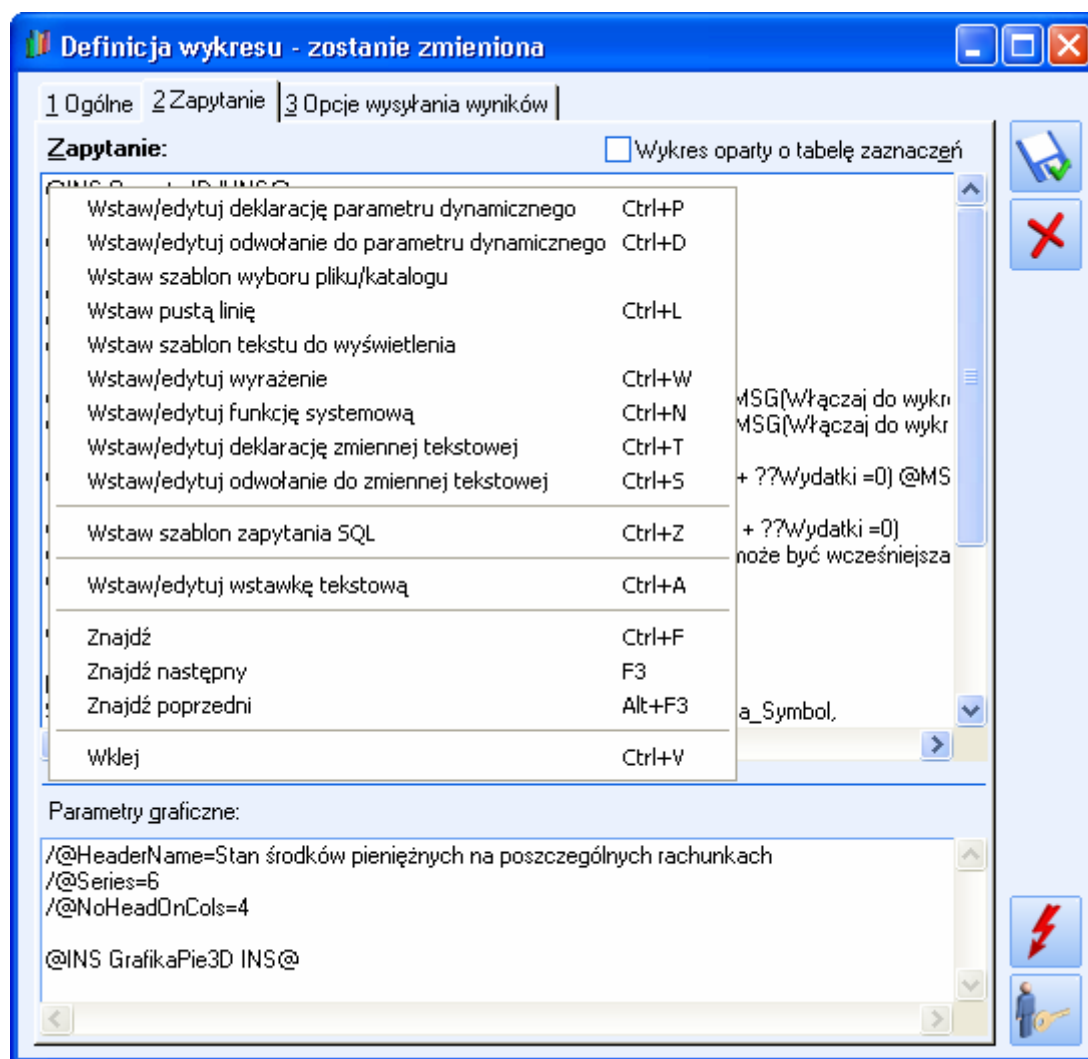 Definicja wykresu - zostanie zmieniona
1 Ogólne 2 Zapytanie 3 Opcje wysyłania wyników
Zapytanie: Wykres oparty o tabelę zaznaczeń
Wstaw/edytuj deklarację parametru dynamicznego Ctrl+P
Wstaw/edytuj odwołanie do parametru dynamicznego Ctrl+D
Wstaw szablon wyboru pliku/katalogu
Wstaw pustą linię Ctrl+L
Wstaw szablon tekstu do wyświetlenia
Wstaw/edytuj wyrażenie Ctrl+W
MSG(Włączaj do wykr
Wstaw/edytuj funkcję systemową Ctrl+N
MSG(Włączaj do wykr
Wstaw/edytuj deklarację zmiennej tekstowej Ctrl+T
Wstaw/edytuj odwołanie do zmiennej tekstowej Ctrl+S
+ ??Wydatki =0) @MS
Wstaw szablon zapytania SQL Ctrl+Z
+ ??Wydatki =0)
może być wcześniejsza
Wstaw/edytuj wstawkę tekstową Ctrl+A
Znajdź Ctrl+F
Znajdź następny F3
Znajdź poprzedni Alt+F3
a_Symbol,
Wklej Ctrl+V
Parametry graficzne:
/@HeaderName=Stan środków pieniężnych na poszczególnych rachunkach
/@Series=6
/@NoHeadOnCols=4
@INS GrafikaPie3D INS@